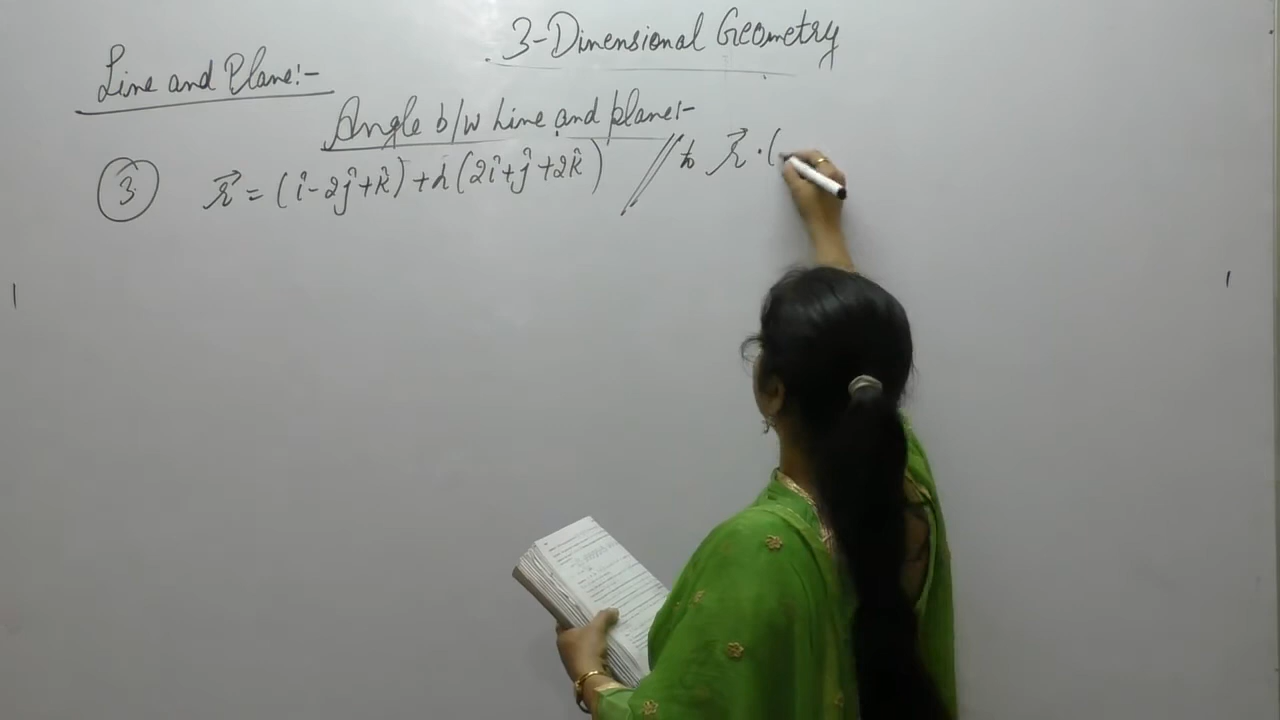 3-Dimensional Geometry
Line and Plane:-
Angle b/w Line and plane:-
③ r⃗ = (î - 2ĵ + k̂) + λ(2î + ĵ + 2k̂) // to r⃗ · (